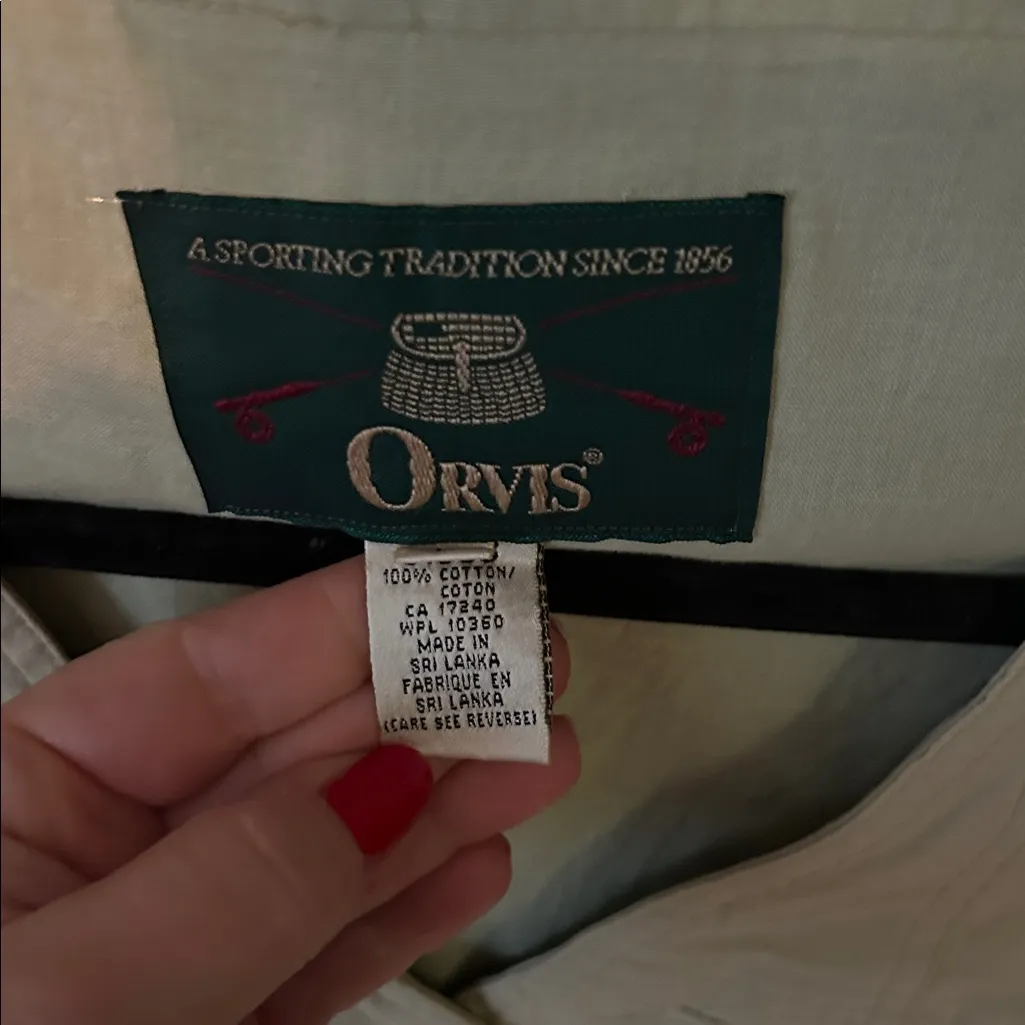 A SPORTING TRADITION SINCE 1856
ORVIS®
100% COTTON/
COTON
CA 17240
WPL 10360
MADE IN
SRI LANKA
FABRIQUE EN
SRI LANKA
(CARE SEE REVERSE)